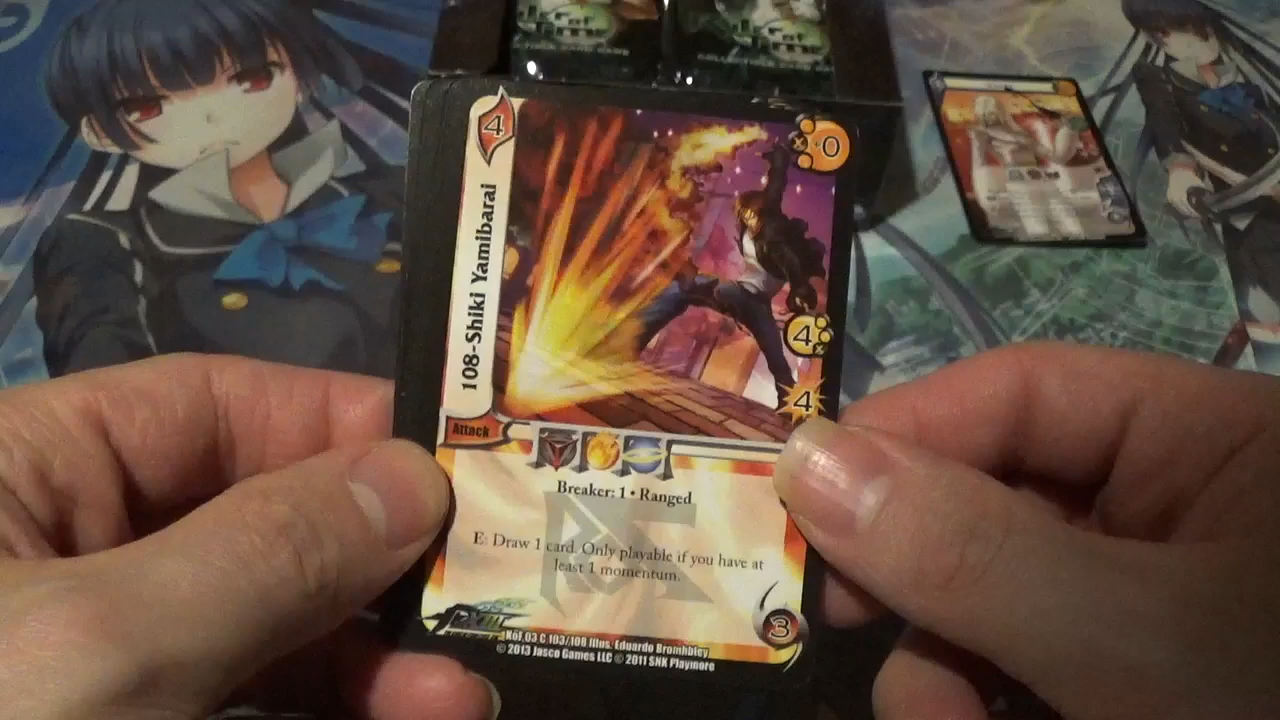 4
+0
108-Shiki Yamibarai
4
4
Attack
Breaker: 1 • Ranged
E: Draw 1 card. Only playable if you have at
least 1 momentum.
3
KoF 03 C 103/108 Illus. Eduardo Bromhbley
© 2013 Jasco Games LLC © 2011 SNK Playmore